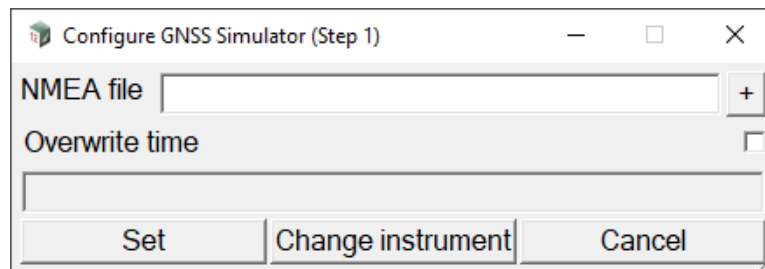 Configure GNSS Simulator (Step 1)
NMEA file +
Overwrite time
Set Change instrument Cancel